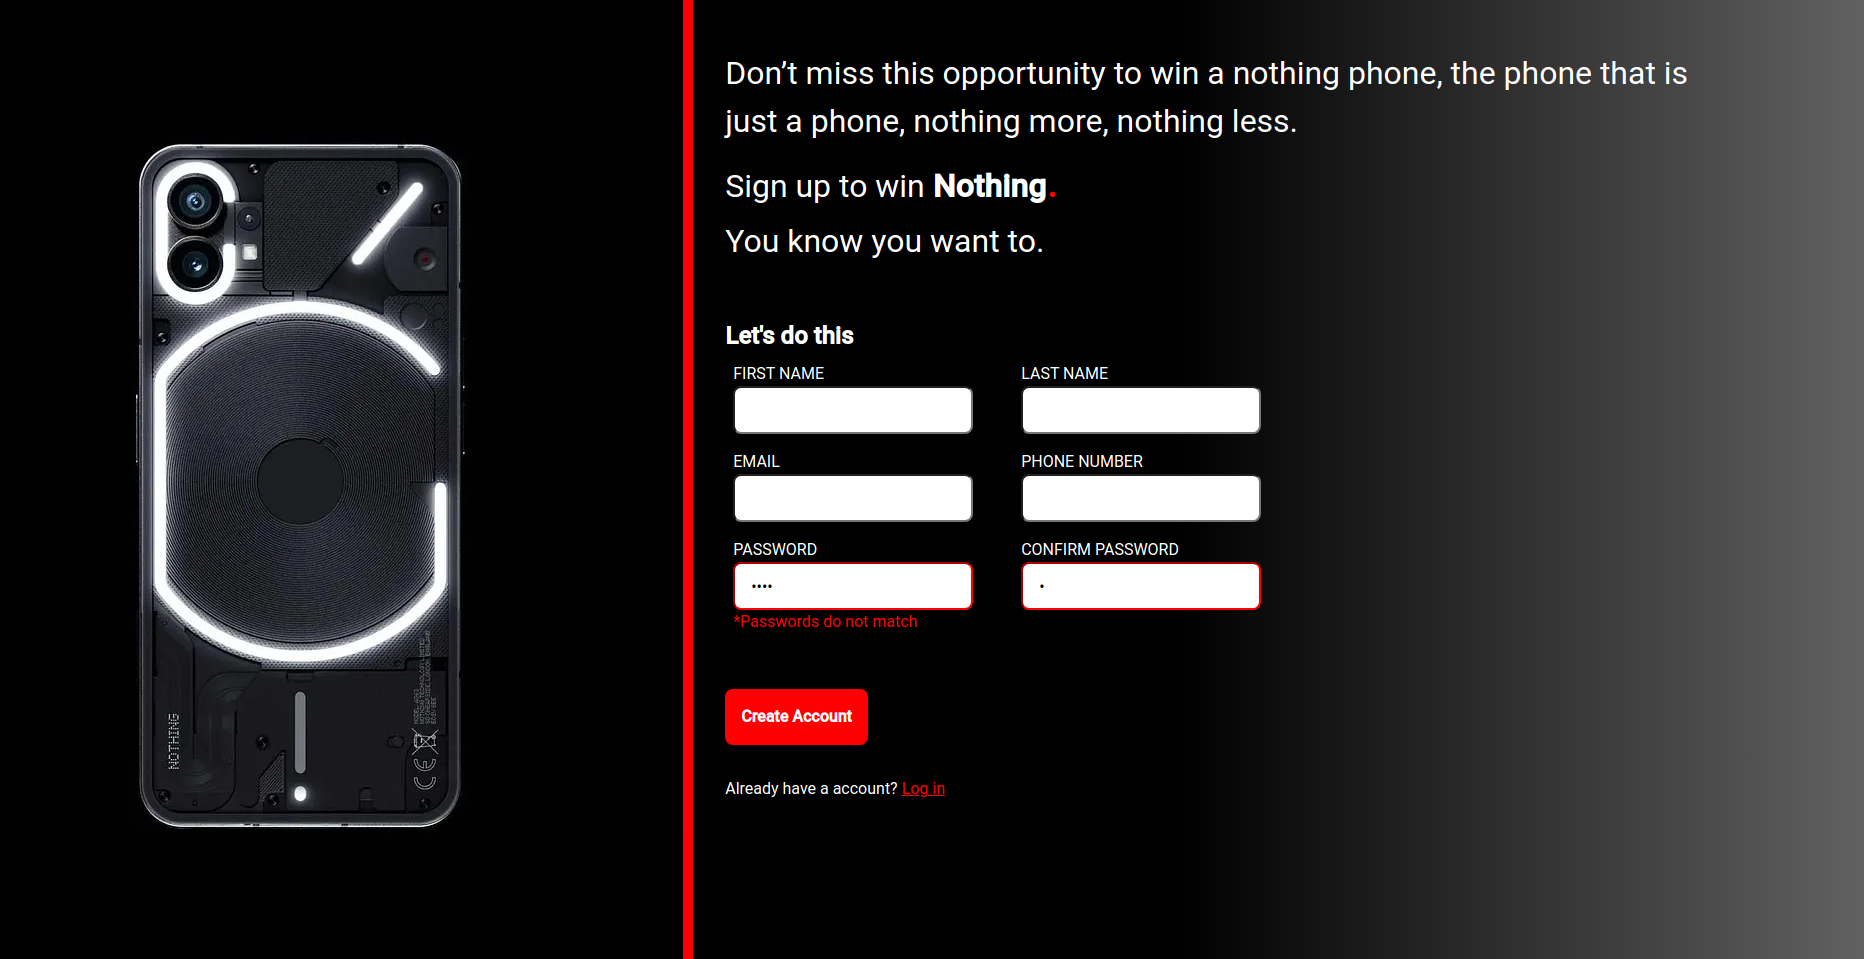 Don’t miss this opportunity to win a nothing phone, the phone that is
just a phone, nothing more, nothing less.
Sign up to win Nothing.
You know you want to.
Let's do this
FIRST NAME
LAST NAME
EMAIL
PHONE NUMBER
PASSWORD
CONFIRM PASSWORD
••••
•
*Passwords do not match
Create Account
Already have a account? Log in
NOTHING
CE